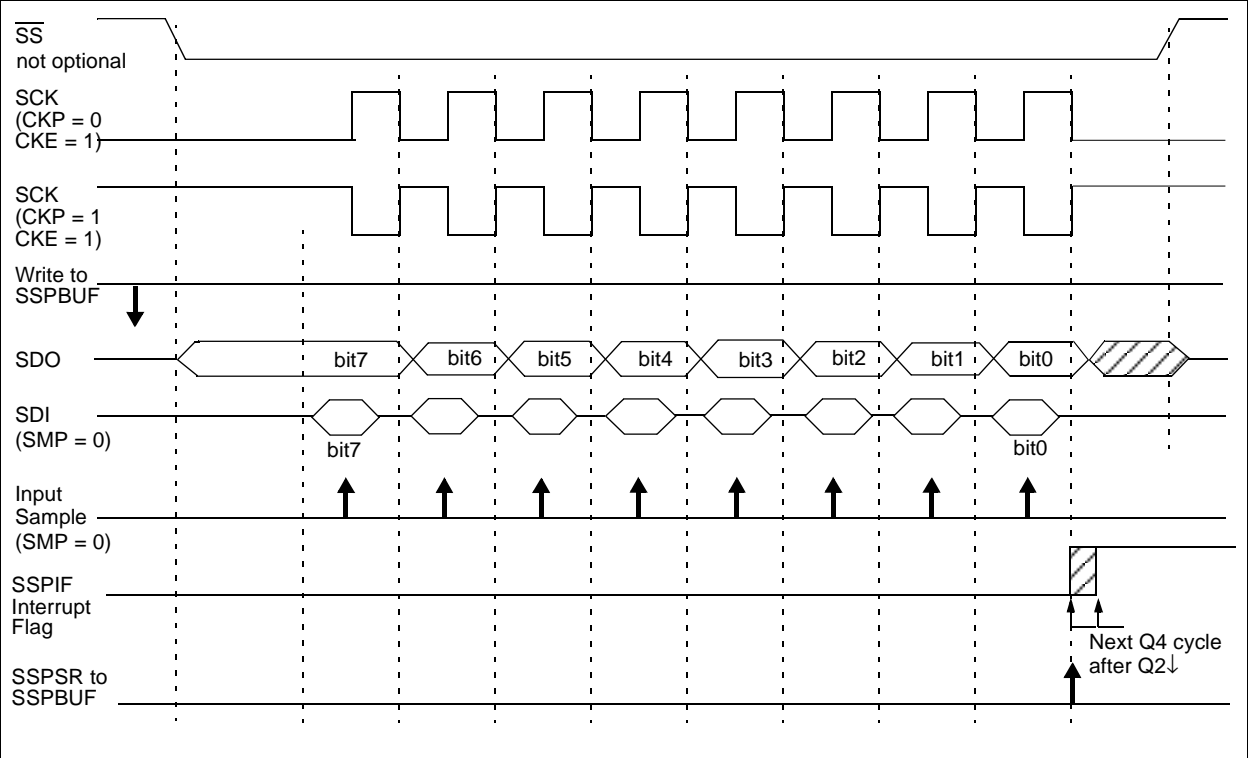 SS
not optional
SCK
(CKP = 0
CKE = 1)
SCK
(CKP = 1
CKE = 1)
Write to
SSPBUF
SDO
bit7 bit6 bit5 bit4 bit3 bit2 bit1 bit0
SDI
(SMP = 0)
bit7 bit0
Input
Sample
(SMP = 0)
SSPIF
Interrupt
Flag
Next Q4 cycle
after Q2↓
SSPSR to
SSPBUF